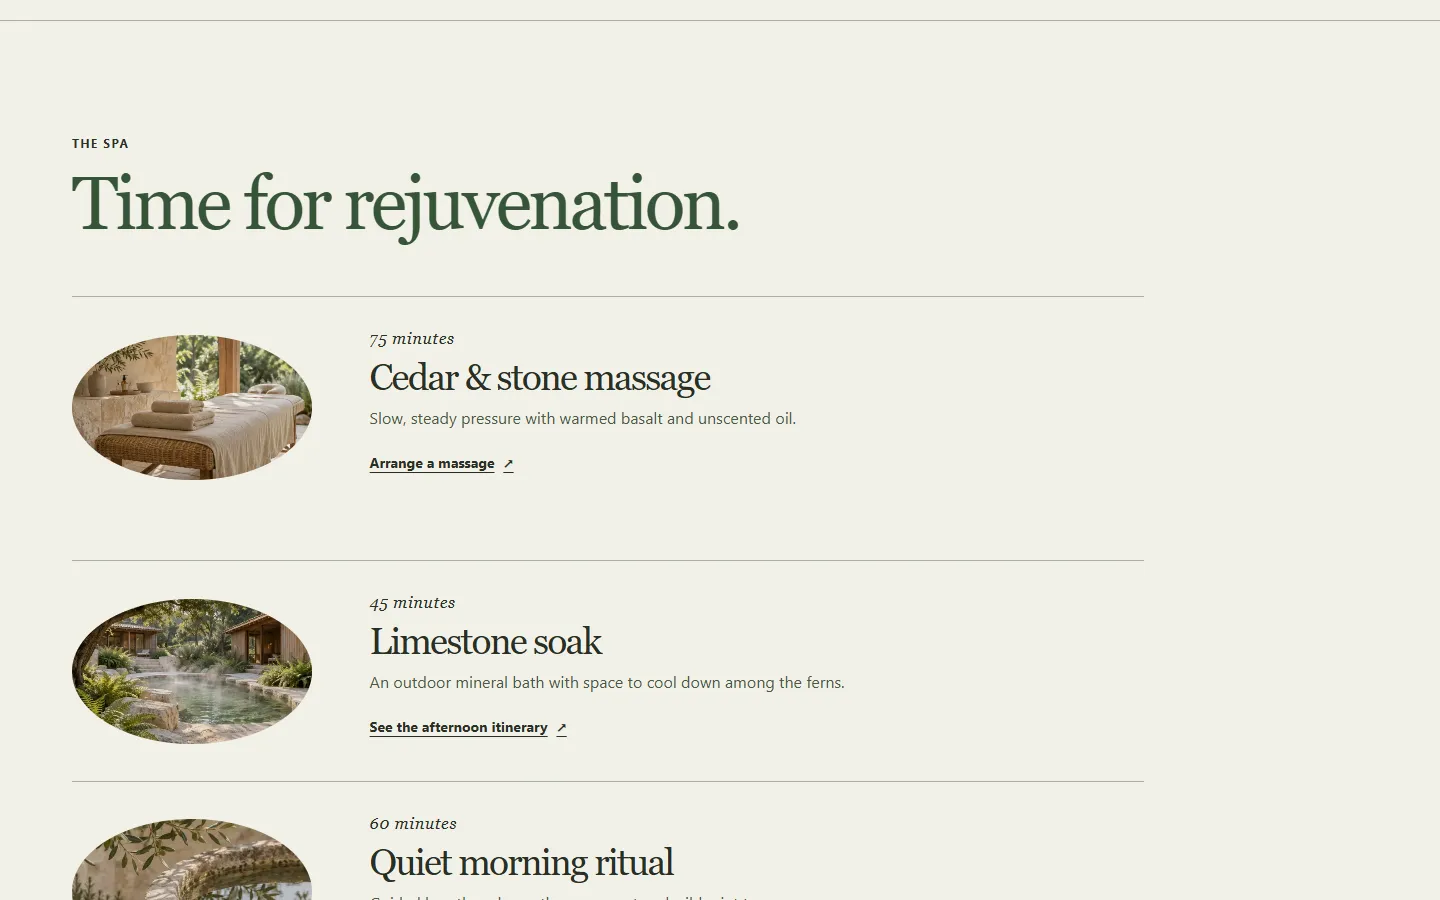 THE SPA
Time for rejuvenation.
75 minutes
Cedar & stone massage
Slow, steady pressure with warmed basalt and unscented oil.
Arrange a massage ↗
45 minutes
Limestone soak
An outdoor mineral bath with space to cool down among the ferns.
See the afternoon itinerary ↗
60 minutes
Quiet morning ritual